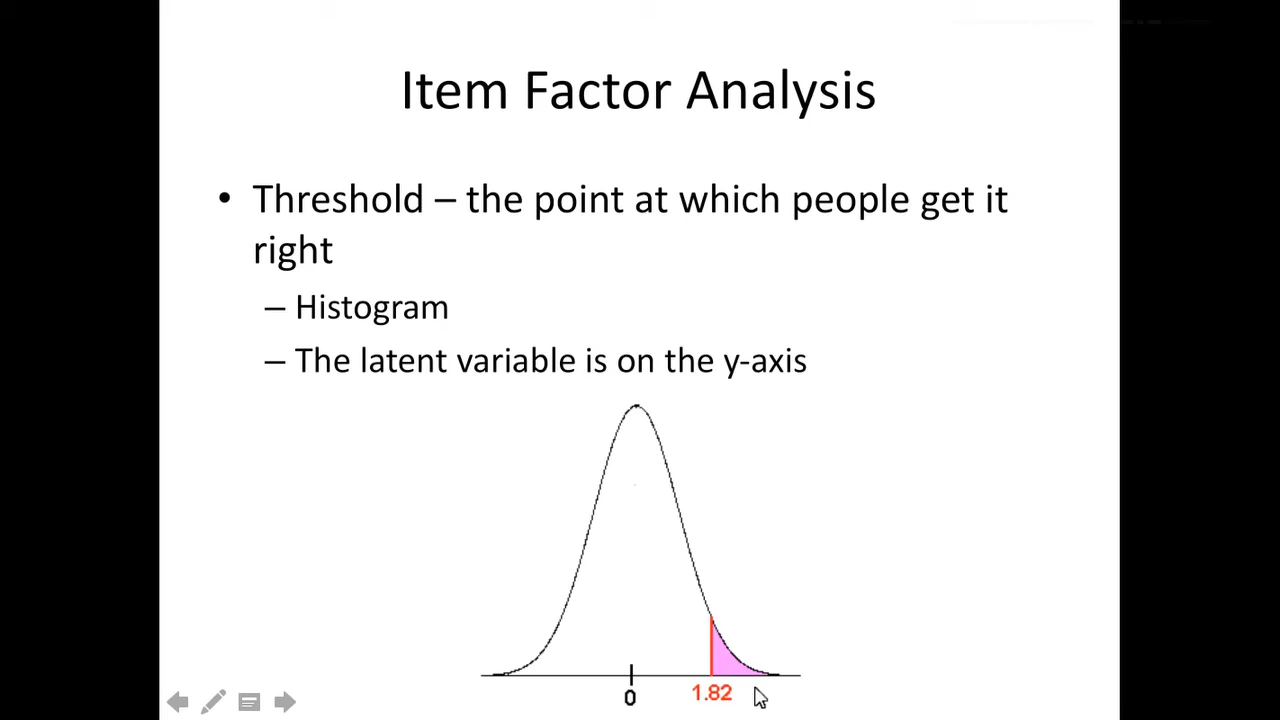 Item Factor Analysis
• Threshold – the point at which people get it
right
– Histogram
– The latent variable is on the y-axis
0
1.82